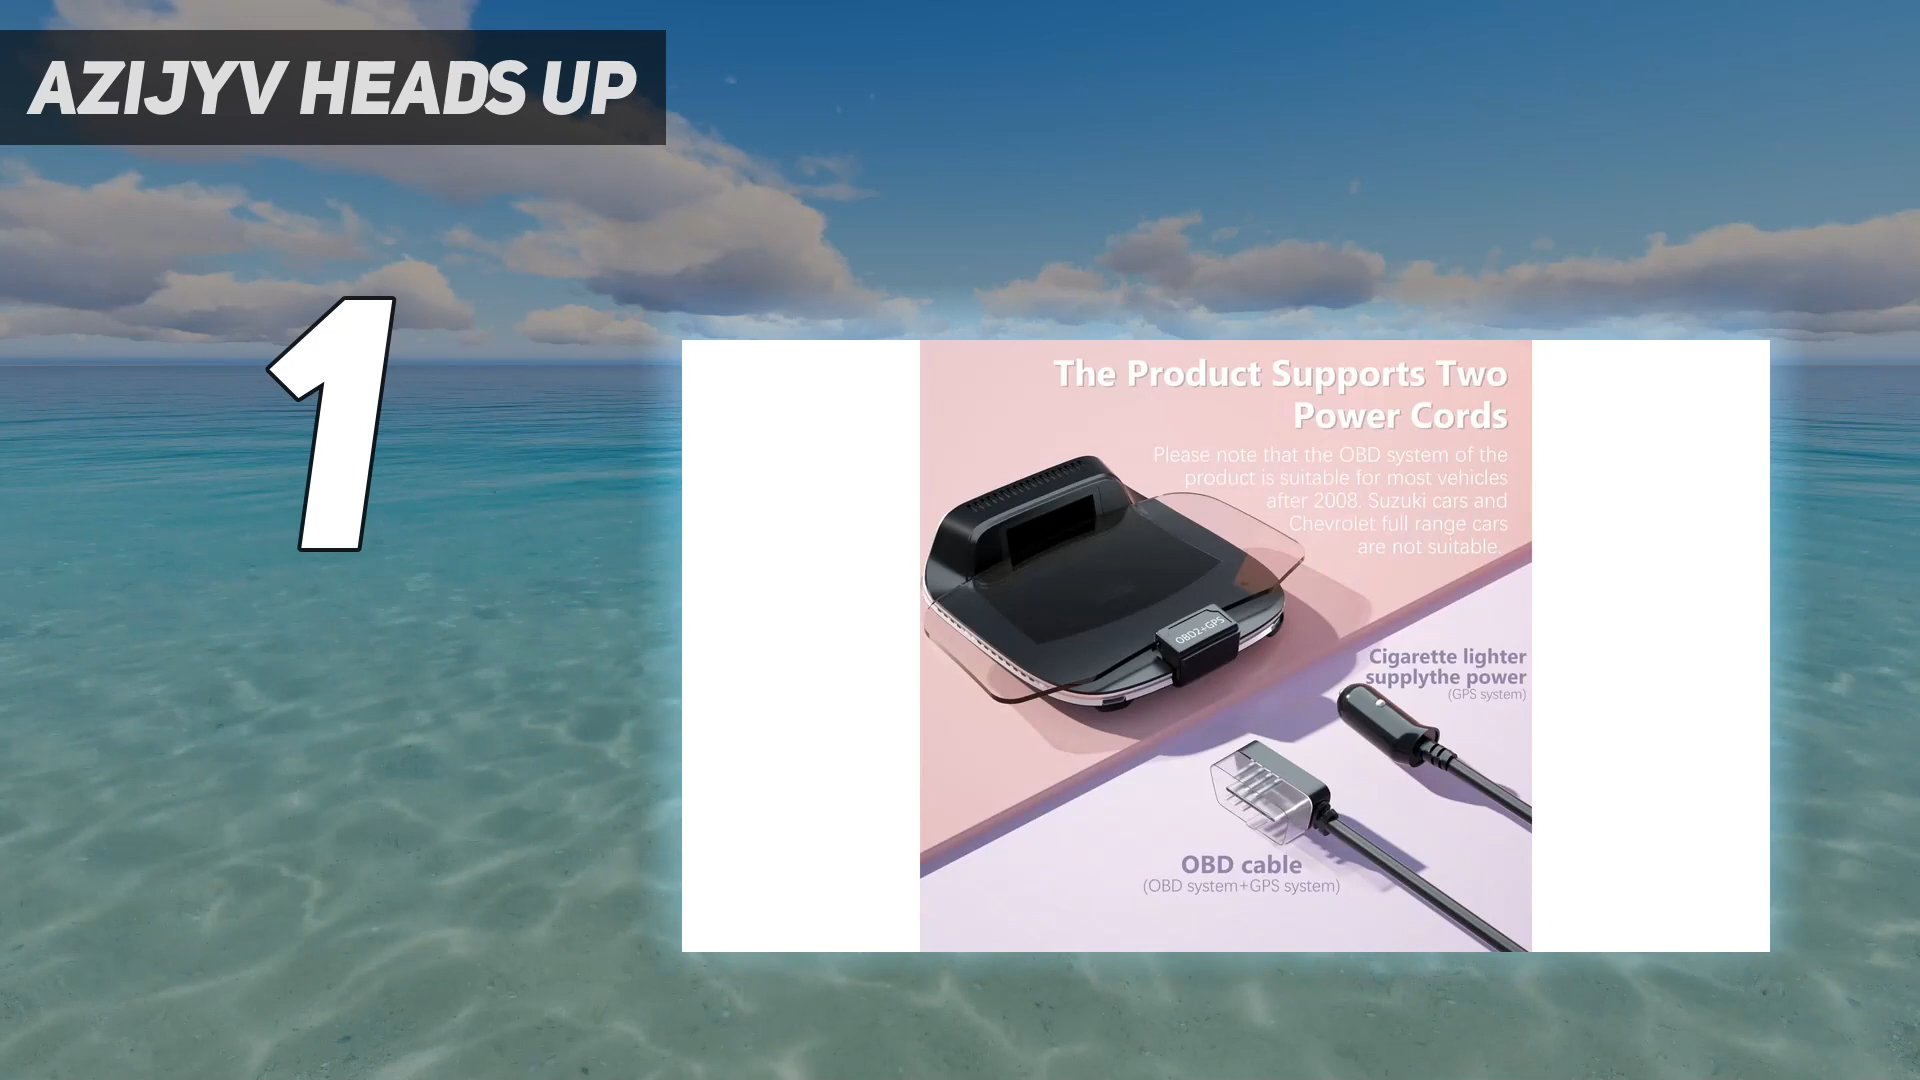 AZIJYV HEADS UP
1
The Product Supports Two
Power Cords
Please note that the OBD system of the
product is suitable for most vehicles
after 2008. Suzuki cars and
Chevrolet full range cars
are not suitable.
OBD2+GPS
Cigarette lighter
supplythe power
(GPS system)
OBD cable
(OBD system+GPS system)